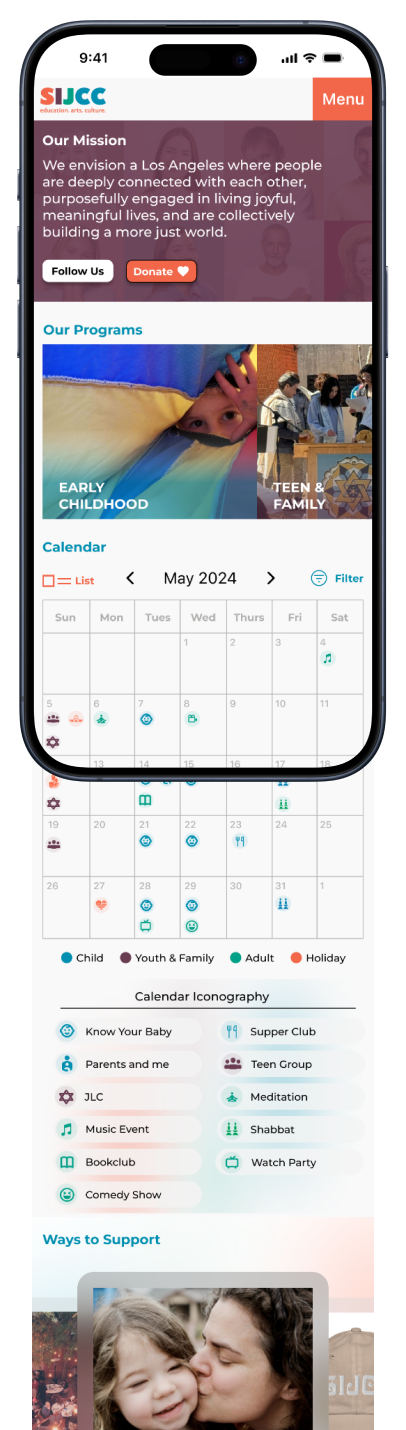 9:41
SIJCC
education. arts. culture.
Menu
Our Mission
We envision a Los Angeles where people
are deeply connected with each other,
purposefully engaged in living joyful,
meaningful lives, and are collectively
building a more just world.
Follow Us
Donate
Our Programs
EARLY
CHILDHOOD
TEEN &
FAMILY
Calendar
List
May 2024
Filter
Sun Mon Tues Wed Thurs Fri Sat
1 2 3 4
5 6 7 8 9 10 11
13 14 15 16 17 18
19 20 21 22 23 24 25
26 27 28 29 30 31 1
Child Youth & Family Adult Holiday
Calendar Iconography
Know Your Baby Supper Club
Parents and me Teen Group
JLC Meditation
Music Event Shabbat
Bookclub Watch Party
Comedy Show
Ways to Support
SIJC